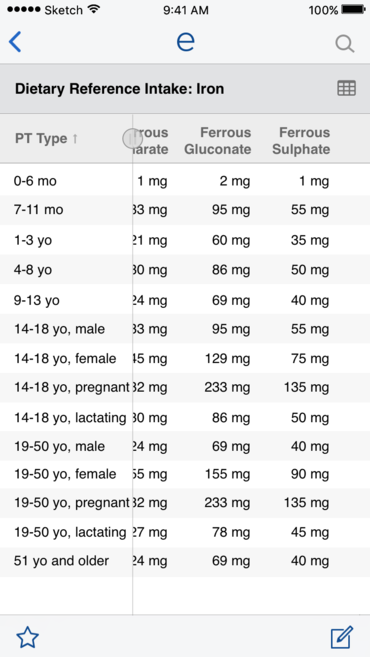 Sketch 9:41 AM 100%
e
Dietary Reference Intake: Iron
PT Type ↑ Ferrous Gluconate Ferrous Sulphate
0-6 mo 1 mg 2 mg 1 mg
7-11 mo 33 mg 95 mg 55 mg
1-3 yo 21 mg 60 mg 35 mg
4-8 yo 30 mg 86 mg 50 mg
9-13 yo 24 mg 69 mg 40 mg
14-18 yo, male 33 mg 95 mg 55 mg
14-18 yo, female 45 mg 129 mg 75 mg
14-18 yo, pregnant 82 mg 233 mg 135 mg
14-18 yo, lactating 30 mg 86 mg 50 mg
19-50 yo, male 24 mg 69 mg 40 mg
19-50 yo, female 55 mg 155 mg 90 mg
19-50 yo, pregnant 82 mg 233 mg 135 mg
19-50 yo, lactating 27 mg 78 mg 45 mg
51 yo and older 24 mg 69 mg 40 mg